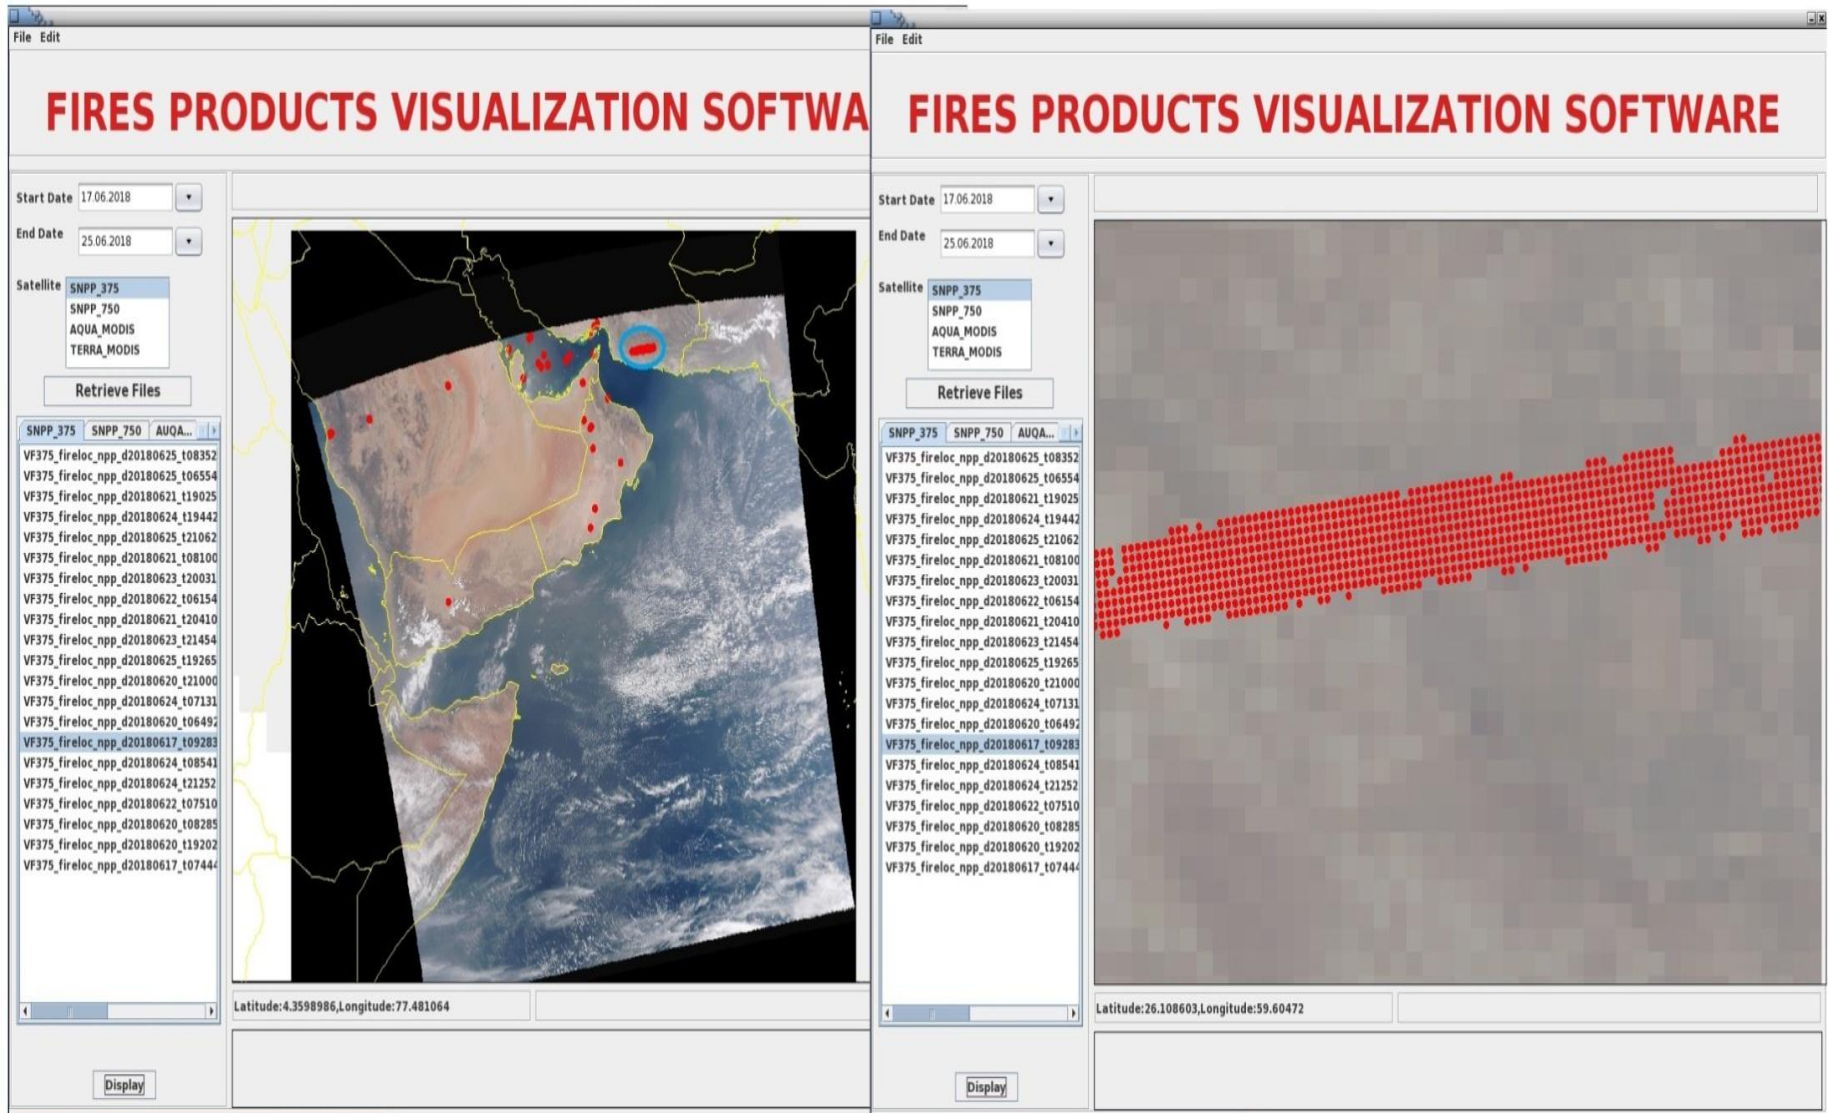 File Edit
FIRES PRODUCTS VISUALIZATION SOFTWA
Start Date 17.06.2018
End Date 25.06.2018
Satellite SNPP_375
SNPP_750
AQUA_MODIS
TERRA_MODIS
Retrieve Files
SNPP_375 SNPP_750 AUQA...
VF375_fireloc_npp_d20180625_t08352
VF375_fireloc_npp_d20180625_t06554
VF375_fireloc_npp_d20180621_t19025
VF375_fireloc_npp_d20180624_t19442
VF375_fireloc_npp_d20180625_t21062
VF375_fireloc_npp_d20180621_t08100
VF375_fireloc_npp_d20180623_t20031
VF375_fireloc_npp_d20180622_t06154
VF375_fireloc_npp_d20180621_t20410
VF375_fireloc_npp_d20180623_t21454
VF375_fireloc_npp_d20180625_t19265
VF375_fireloc_npp_d20180620_t21000
VF375_fireloc_npp_d20180624_t07131
VF375_fireloc_npp_d20180620_t06492
VF375_fireloc_npp_d20180617_t09283
VF375_fireloc_npp_d20180624_t08541
VF375_fireloc_npp_d20180624_t21252
VF375_fireloc_npp_d20180622_t07510
VF375_fireloc_npp_d20180620_t08285
VF375_fireloc_npp_d20180620_t19202
VF375_fireloc_npp_d20180617_t07444
Latitude:4.3598986,Longitude:77.481064
Display
File Edit
FIRES PRODUCTS VISUALIZATION SOFTWARE
Start Date 17.06.2018
End Date 25.06.2018
Satellite SNPP_375
SNPP_750
AQUA_MODIS
TERRA_MODIS
Retrieve Files
SNPP_375 SNPP_750 AUQA...
VF375_fireloc_npp_d20180625_t08352
VF375_fireloc_npp_d20180625_t06554
VF375_fireloc_npp_d20180621_t19025
VF375_fireloc_npp_d20180624_t19442
VF375_fireloc_npp_d20180625_t21062
VF375_fireloc_npp_d20180621_t08100
VF375_fireloc_npp_d20180623_t20031
VF375_fireloc_npp_d20180622_t06154
VF375_fireloc_npp_d20180621_t20410
VF375_fireloc_npp_d20180623_t21454
VF375_fireloc_npp_d20180625_t19265
VF375_fireloc_npp_d20180620_t21000
VF375_fireloc_npp_d20180624_t07131
VF375_fireloc_npp_d20180620_t06492
VF375_fireloc_npp_d20180617_t09283
VF375_fireloc_npp_d20180624_t08541
VF375_fireloc_npp_d20180624_t21252
VF375_fireloc_npp_d20180622_t07510
VF375_fireloc_npp_d20180620_t08285
VF375_fireloc_npp_d20180620_t19202
VF375_fireloc_npp_d20180617_t07444
Latitude:26.108603,Longitude:59.60472
Display